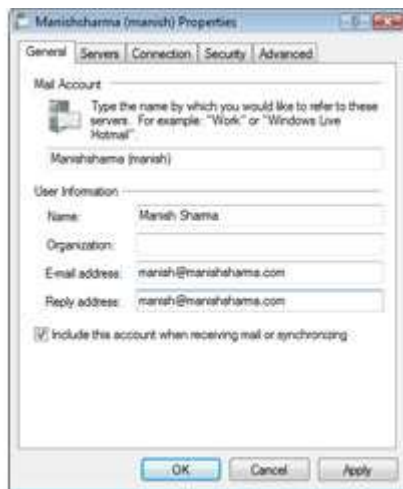 Manishsharma (manish) Properties
General Servers Connection Security Advanced
Mail Account
Type the name by which you would like to refer to these
servers. For example: "Work" or "Windows Live
Hotmail".
Manishsharma (manish)
User Information
Name: Manish Sharma
Organization:
E-mail address: manish@manishsharma.com
Reply address: manish@manishsharma.com
Include this account when receiving mail or synchronizing
OK Cancel Apply